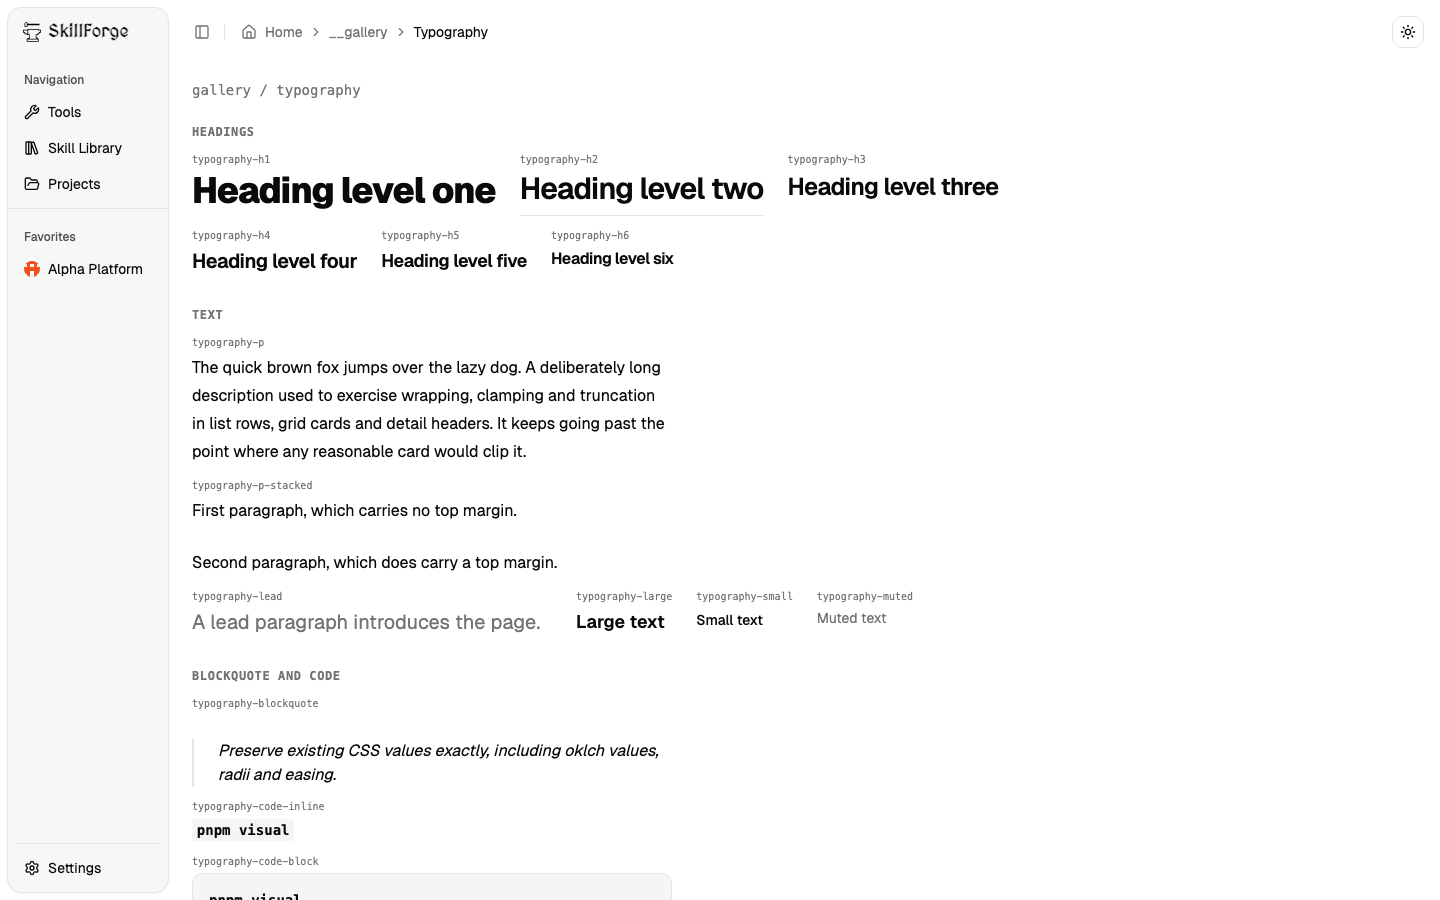 SkillForge
Navigation
Tools
Skill Library
Projects
Favorites
Alpha Platform
Settings
Home > __gallery > Typography
gallery / typography
HEADINGS
typography-h1 typography-h2 typography-h3
Heading level one Heading level two Heading level three
typography-h4 typography-h5 typography-h6
Heading level four Heading level five Heading level six
TEXT
typography-p
The quick brown fox jumps over the lazy dog. A deliberately long
description used to exercise wrapping, clamping and truncation
in list rows, grid cards and detail headers. It keeps going past the
point where any reasonable card would clip it.
typography-p-stacked
First paragraph, which carries no top margin.
Second paragraph, which does carry a top margin.
typography-lead typography-large typography-small typography-muted
A lead paragraph introduces the page. Large text Small text Muted text
BLOCKQUOTE AND CODE
typography-blockquote
Preserve existing CSS values exactly, including oklch values,
radii and easing.
typography-code-inline
pnpm visual
typography-code-block
pnpm visual